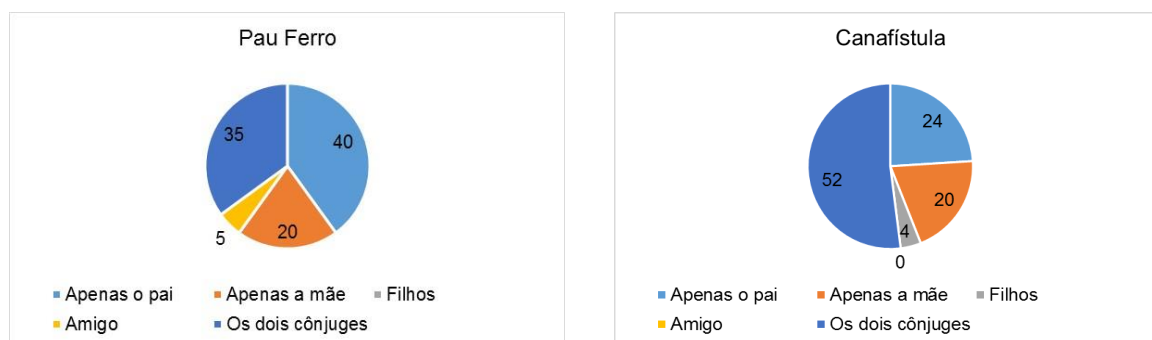 Pau Ferro
35
40
5
20
Apenas o pai
Apenas a mãe
Filhos
Amigo
Os dois cônjuges
Canafístula
24
52
20
4
0
Apenas o pai
Apenas a mãe
Filhos
Amigo
Os dois cônjuges